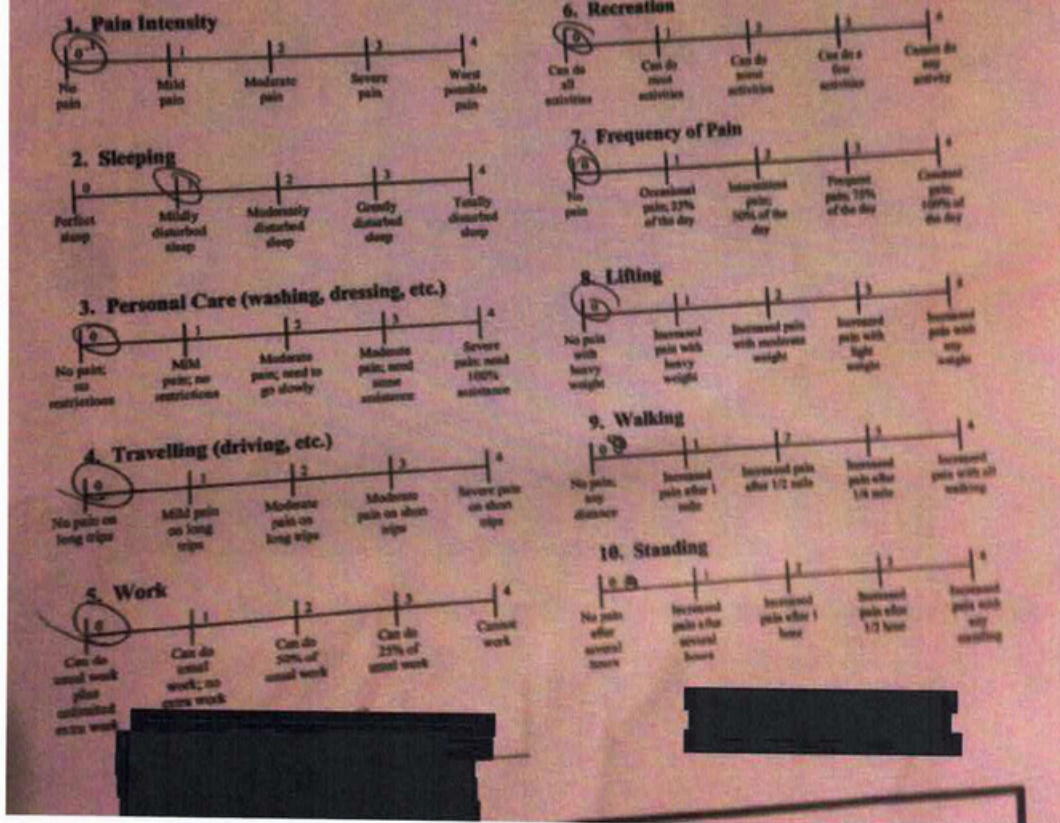 1. Pain Intensity
0 1 2 3 4
No pain
Mild pain
Moderate pain
Severe pain
Worst possible pain
2. Sleeping
0 1 2 3 4
Perfect sleep
Mildly disturbed sleep
Moderately disturbed sleep
Greatly disturbed sleep
Totally disturbed sleep
3. Personal Care (washing, dressing, etc.)
0 1 2 3 4
No pain; no restrictions
Mild pain; no restrictions
Moderate pain; need to go slowly
Moderate pain; need some assistance
Severe pain; need 100% assistance
4. Travelling (driving, etc.)
0 1 2 3 4
No pain on long trips
Mild pain on long trips
Moderate pain on long trips
Moderate pain on short trips
Severe pain on short trips
5. Work
0 1 2 3 4
Can do usual work plus unlimited extra work
Can do usual work; no extra work
Can do 50% of usual work
Can do 25% of usual work
Cannot work
6. Recreation
0 1 2 3 4
Can do all activities
Can do most activities
Can do some activities
Can do a few activities
Cannot do any activity
7. Frequency of Pain
0 1 2 3 4
No pain
Occasional pain; 25% of the day
Intermittent pain; 50% of the day
Frequent pain; 75% of the day
Constant pain; 100% of the day
8. Lifting
0 1 2 3 4
No pain with heavy weight
Increased pain with heavy weight
Increased pain with moderate weight
Increased pain with light weight
Increased pain with any weight
9. Walking
0 1 2 3 4
No pain, any distance
Increased pain after 1 mile
Increased pain after 1/2 mile
Increased pain after 1/4 mile
Increased pain with all walking
10. Standing
0 1 2 3 4
No pain after several hours
Increased pain after several hours
Increased pain after 1 hour
Increased pain after 1/2 hour
Increased pain with any standing